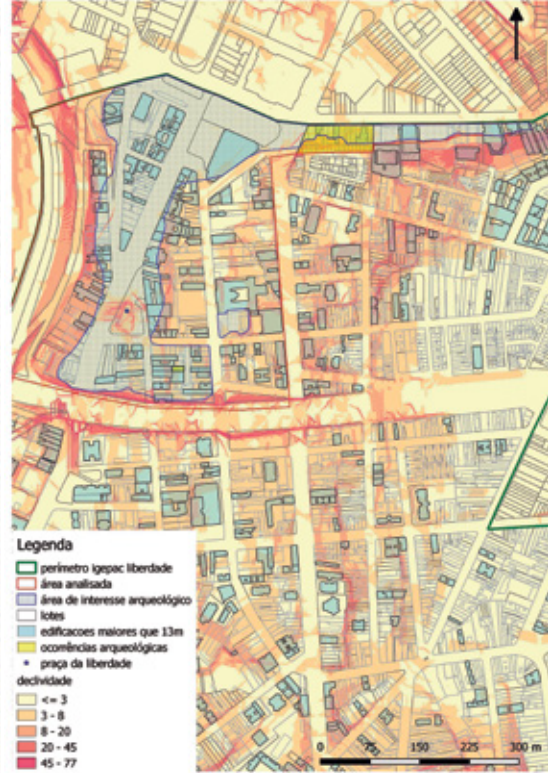 Legenda
perímetro igepac liberdade
área analisada
área de interesse arqueológico
lotes
edificacoes maiores que 13m
ocorrências arqueológicas
praça da liberdade
declividade
<= 3
3 - 8
8 - 20
20 - 45
45 - 77
0 75 150 225 300 m